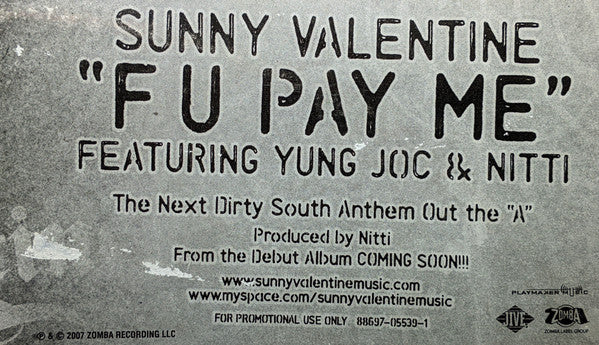 SUNNY VALENTINE
"F U PAY ME"
FEATURING YUNG JOC & NITTI
The Next Dirty South Anthem Out the "A"
Produced by Nitti
From the Debut Album COMING SOON!!!
www.sunnyvalentinemusic.com
www.myspace.com/sunnyvalentinemusic
FOR PROMOTIONAL USE ONLY 88697-05539-1
℗ & © 2007 ZOMBA RECORDING LLC
PLAYMAKER MUSIC
JIVE
ZOMBA
ZOMBA LABEL GROUP